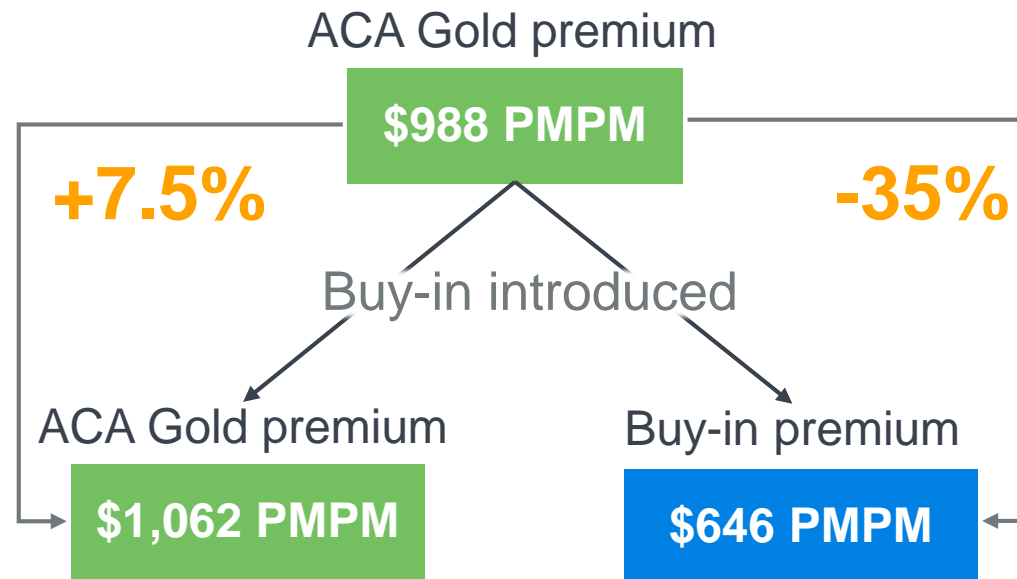 ACA Gold premium
$988 PMPM
+7.5%
-35%
Buy-in introduced
ACA Gold premium
Buy-in premium
$1,062 PMPM
$646 PMPM